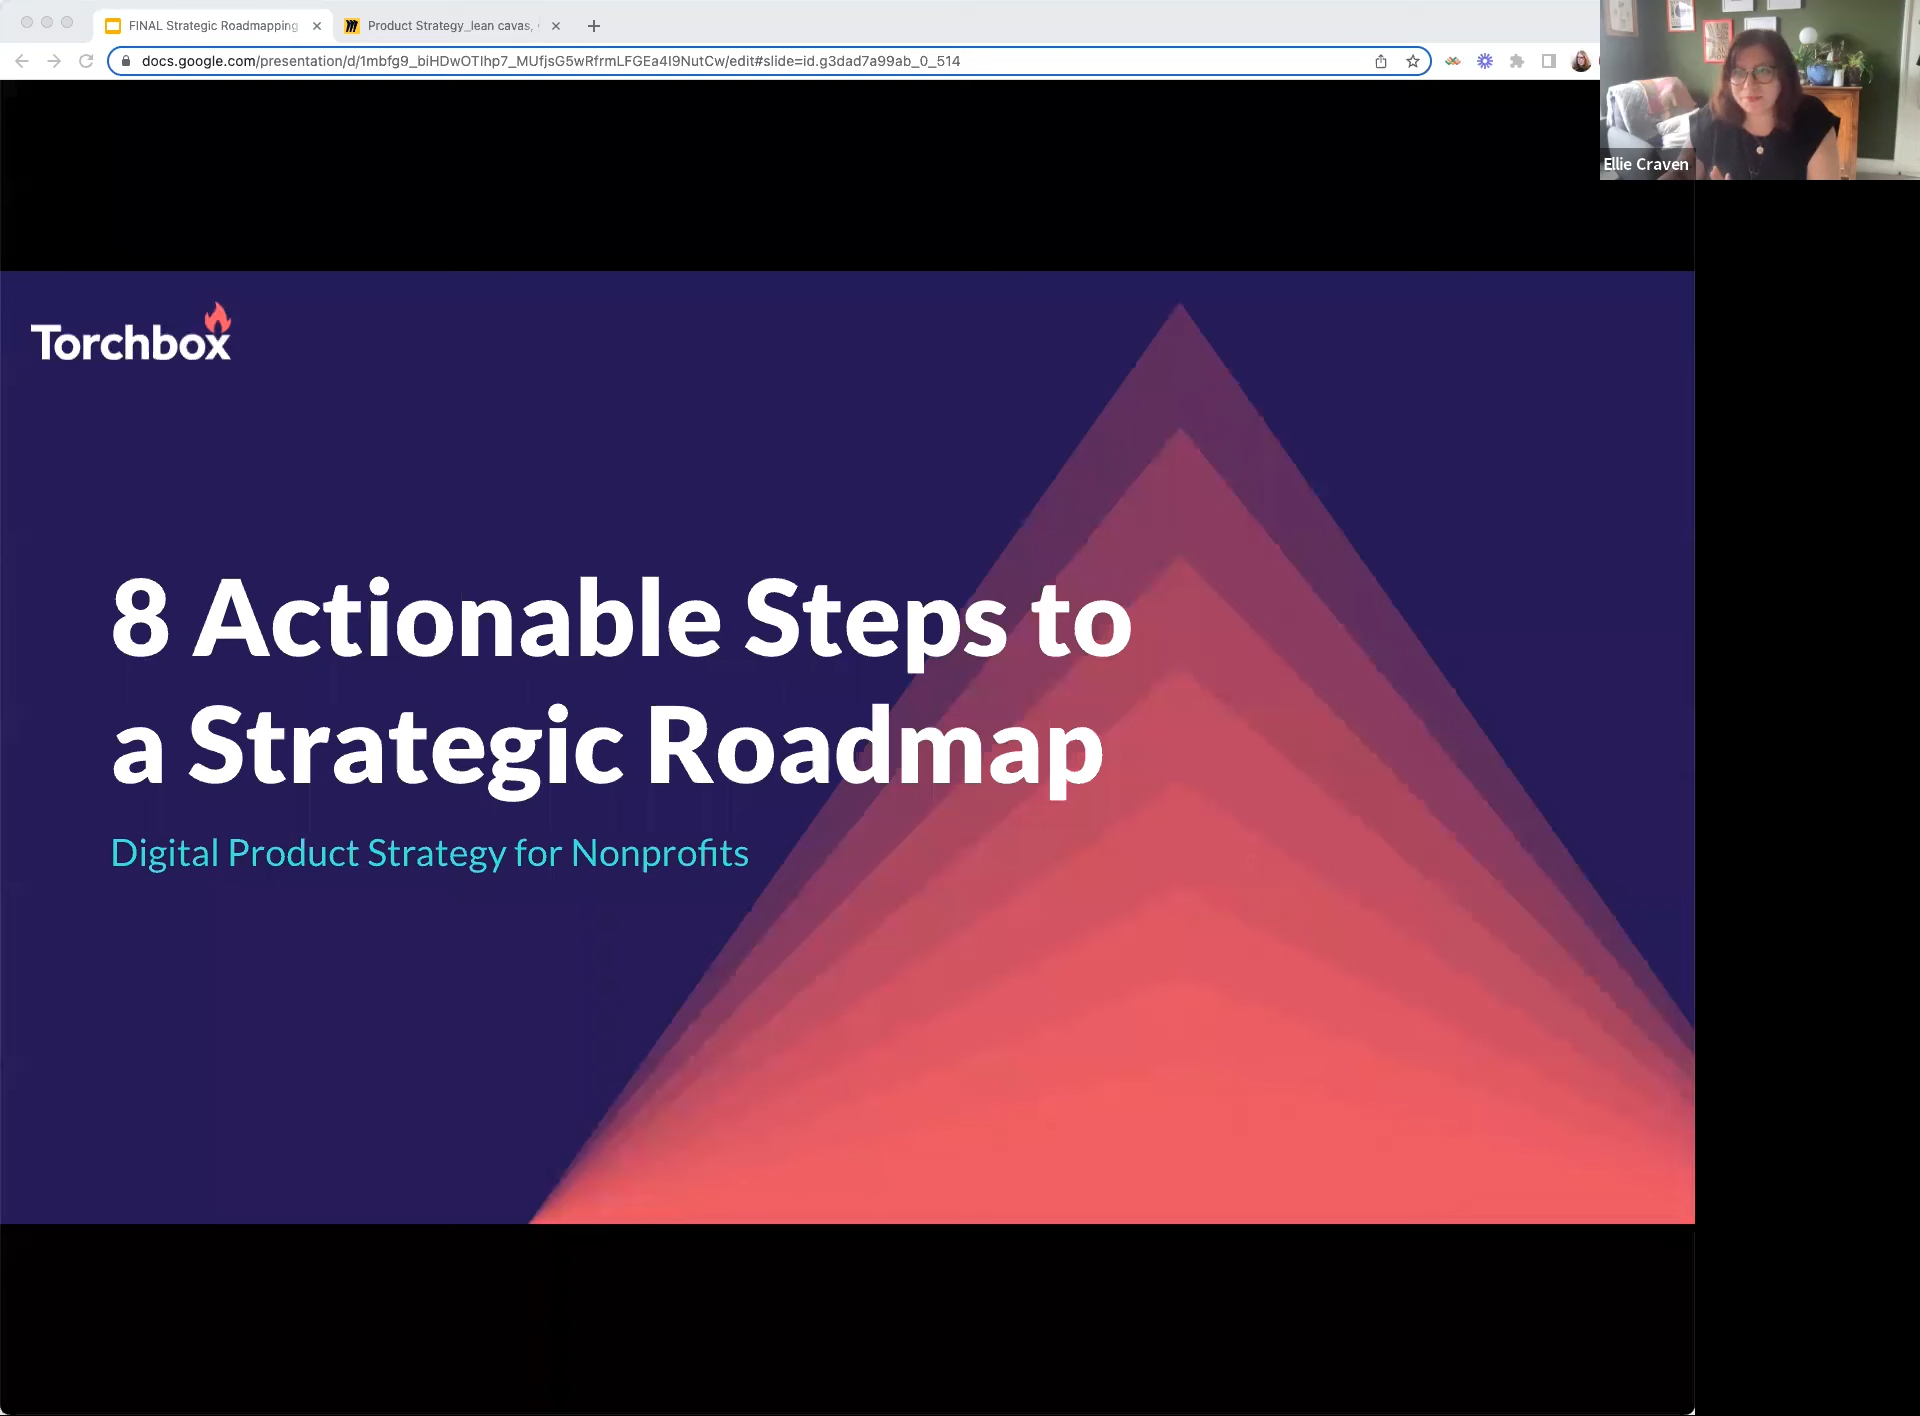 FINAL Strategic Roadmapping
Product Strategy_lean cavas,
docs.google.com/presentation/d/1mbfg9_biHDwOTIhp7_MUfjsG5wRfrmLFGEa4I9NutCw/edit#slide=id.g3dad7a99ab_0_514
Ellie Craven
Torchbox
8 Actionable Steps to
a Strategic Roadmap
Digital Product Strategy for Nonprofits